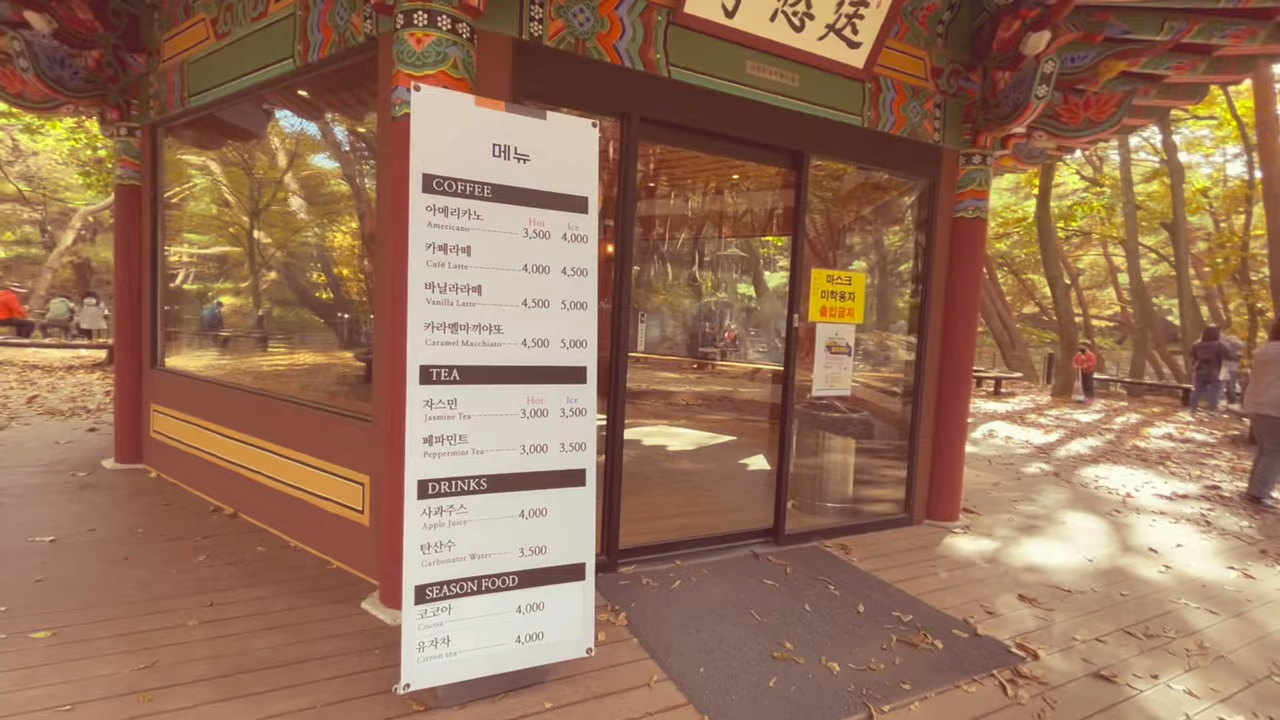 메뉴
COFFEE
Hot Ice
아메리카노
Americano 3,500 4,000
카페라떼
Café Latte 4,000 4,500
바닐라라떼
Vanilla Latte 4,500 5,000
카라멜마끼야또
Caramel Macchiato 4,500 5,000
TEA
Hot Ice
자스민
Jasmine Tea 3,000 3,500
페파민트
Peppermint Tea 3,000 3,500
DRINKS
사과주스
Apple Juice 4,000
탄산수
Carbonater Water 3.500
SEASON FOOD
코코아
Cocoa 4,000
유자차
Citron tea 4,000
마스크
미착용자
출입금지